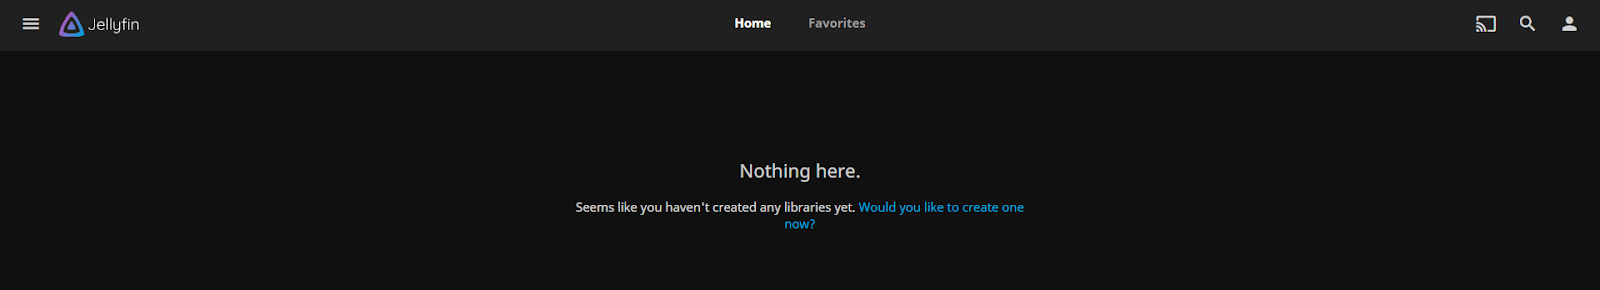 Jellyfin
Home
Favorites
Nothing here.
Seems like you haven't created any libraries yet. Would you like to create one
now?